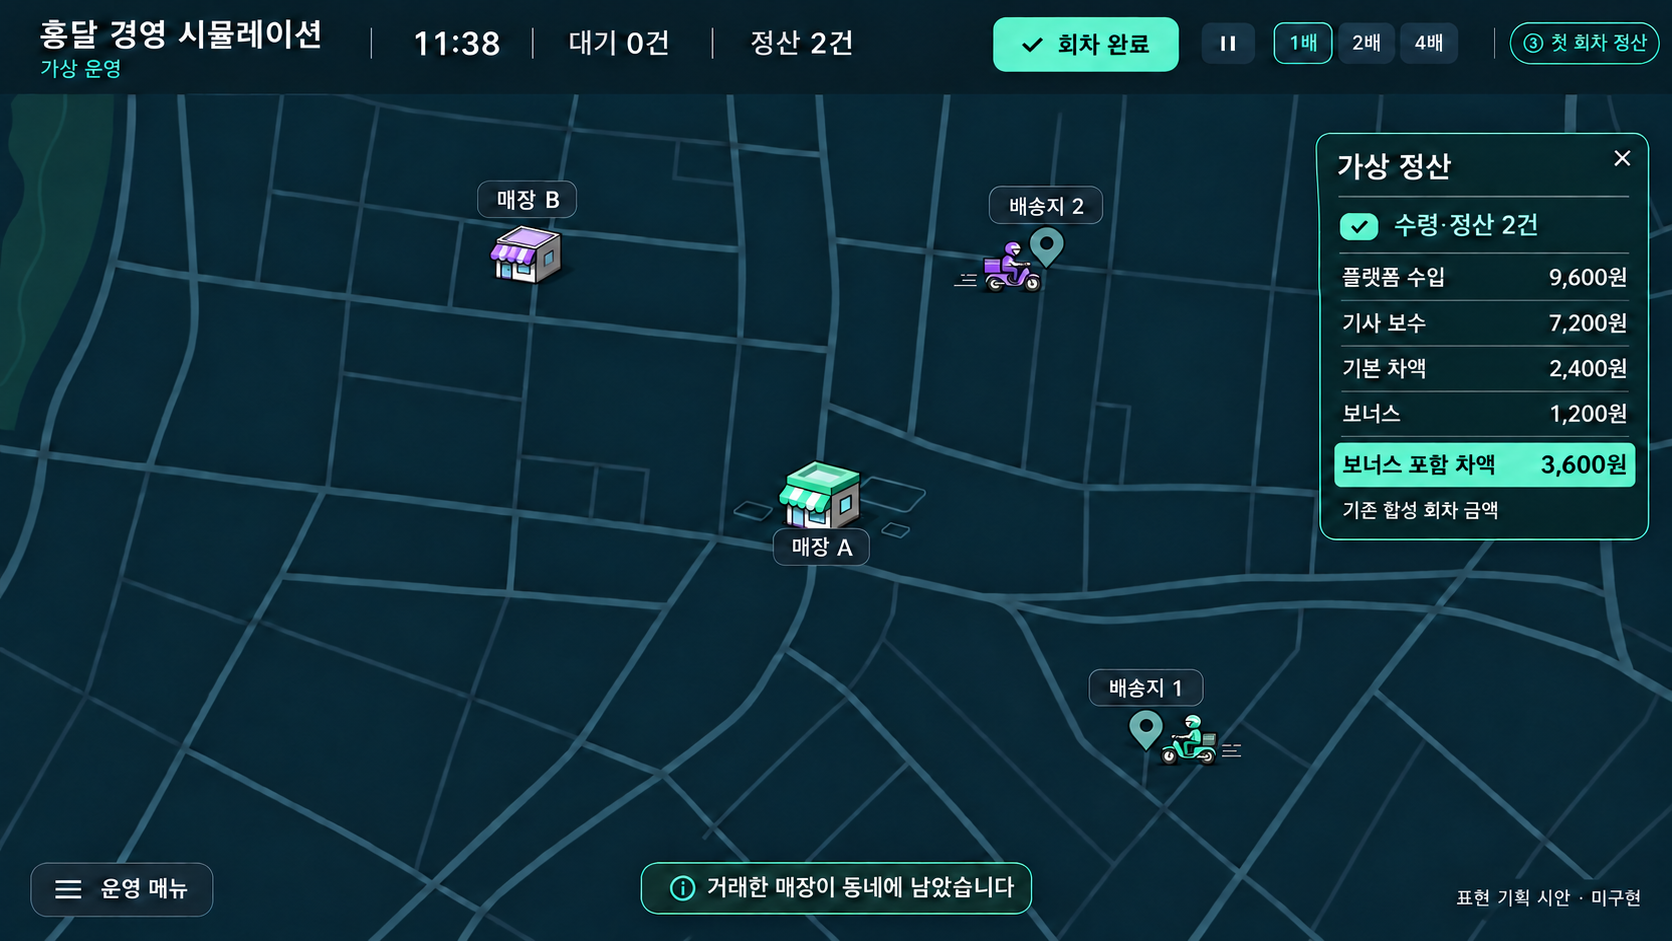 홍달 경영 시뮬레이션
가상 운영
11:38
대기 0건
정산 2건
회차 완료
1배
2배
4배
③ 첫 회차 정산
매장 B
배송지 2
가상 정산
수령·정산 2건
플랫폼 수입 9,600원
기사 보수 7,200원
기본 차액 2,400원
보너스 1,200원
보너스 포함 차액 3,600원
기존 합성 회차 금액
매장 A
배송지 1
운영 메뉴
거래한 매장이 동네에 남았습니다
표현 기획 시안 · 미구현